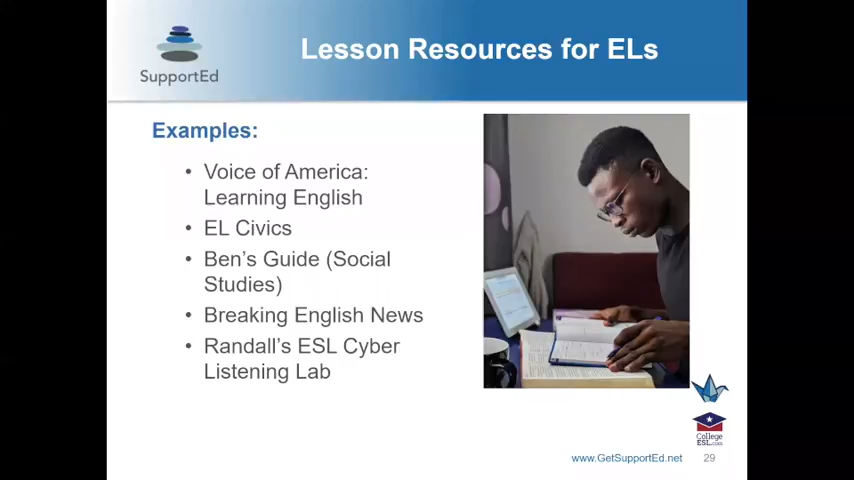 SupportEd
Lesson Resources for ELs
Examples:
• Voice of America:
Learning English
• EL Civics
• Ben's Guide (Social
Studies)
• Breaking English News
• Randall's ESL Cyber
Listening Lab
College
ESL.com
www.GetSupportEd.net
29